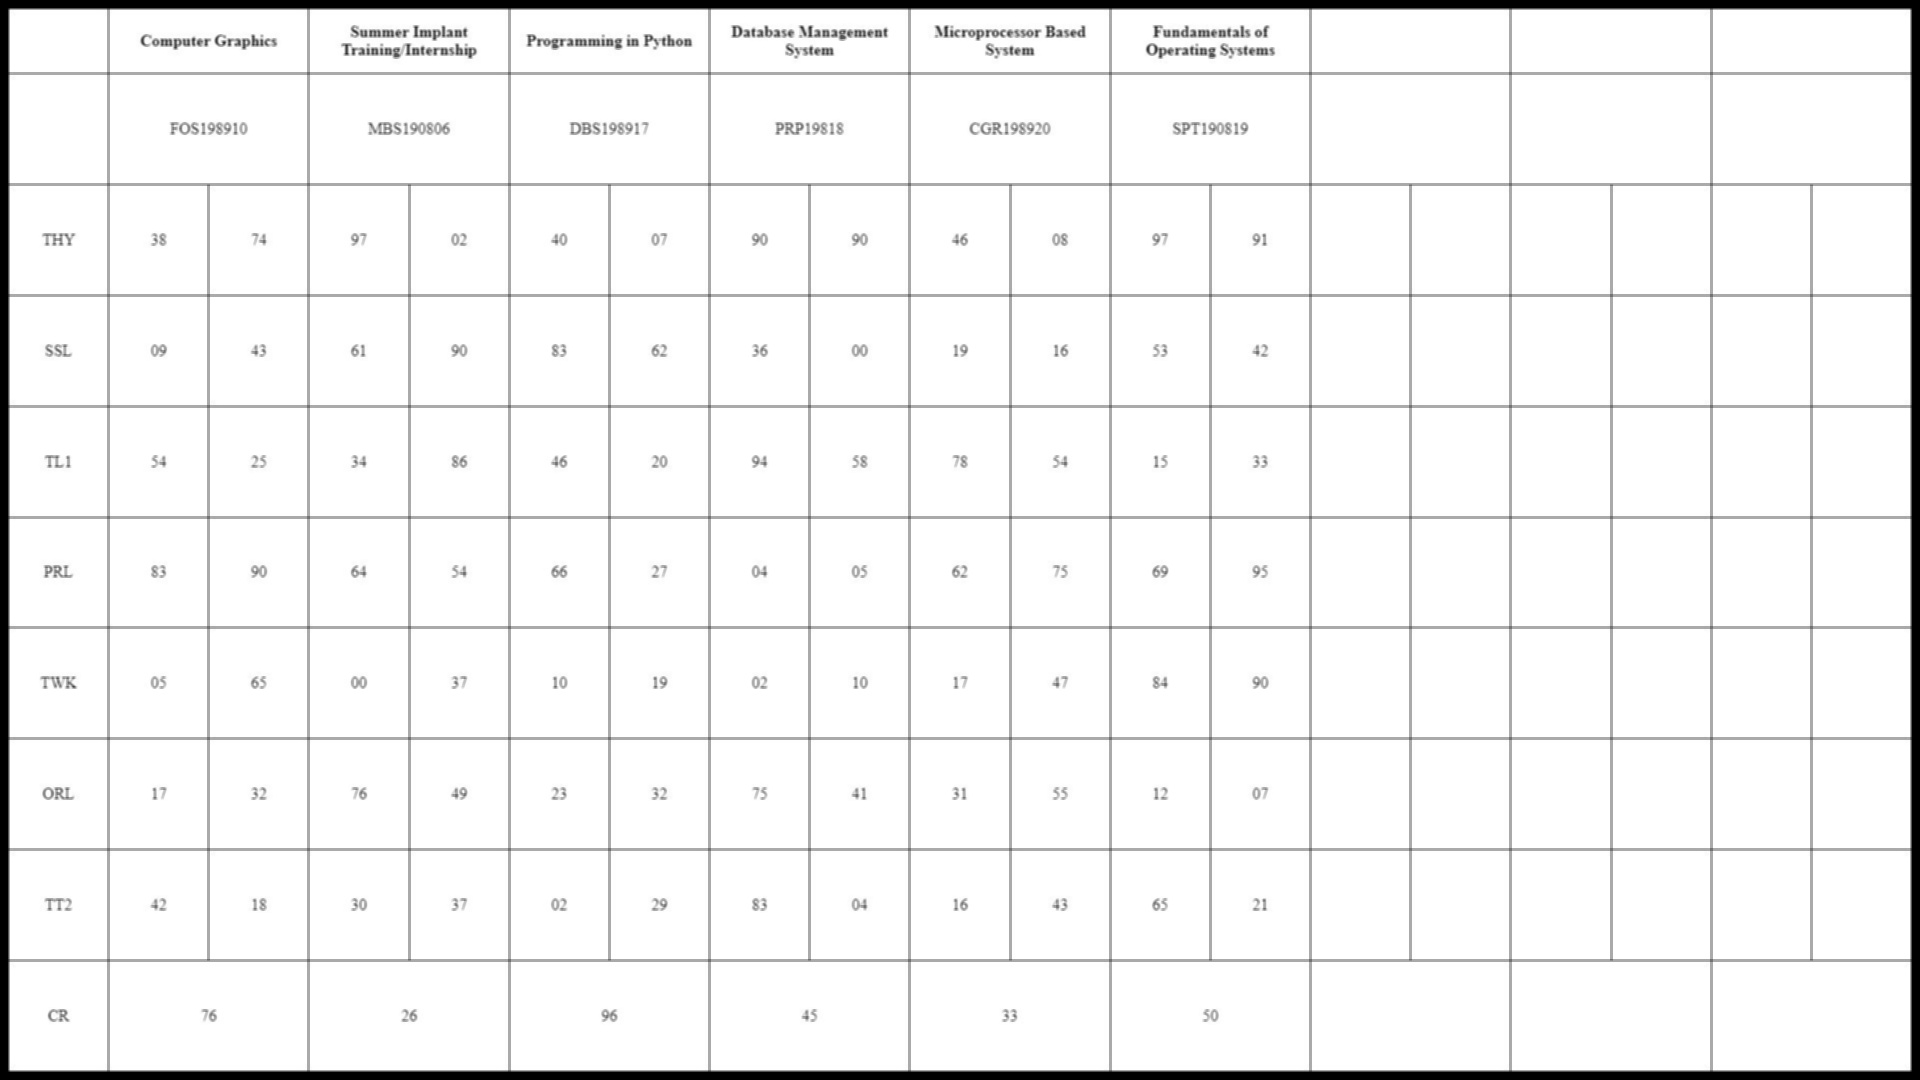 Computer Graphics Summer Implant Training/Internship Programming in Python Database Management System Microprocessor Based System Fundamentals of Operating Systems
FOS198910 MBS190806 DBS198917 PRP19818 CGR198920 SPT190819
THY 38 74 97 02 40 07 90 90 46 08 97 91
SSL 09 43 61 90 83 62 36 00 19 16 53 42
TL1 54 25 34 86 46 20 94 58 78 54 15 33
PRL 83 90 64 54 66 27 04 05 62 75 69 95
TWK 05 65 00 37 10 19 02 10 17 47 84 90
ORL 17 32 76 49 23 32 75 41 31 55 12 07
TT2 42 18 30 37 02 29 83 04 16 43 65 21
CR 76 26 96 45 33 50